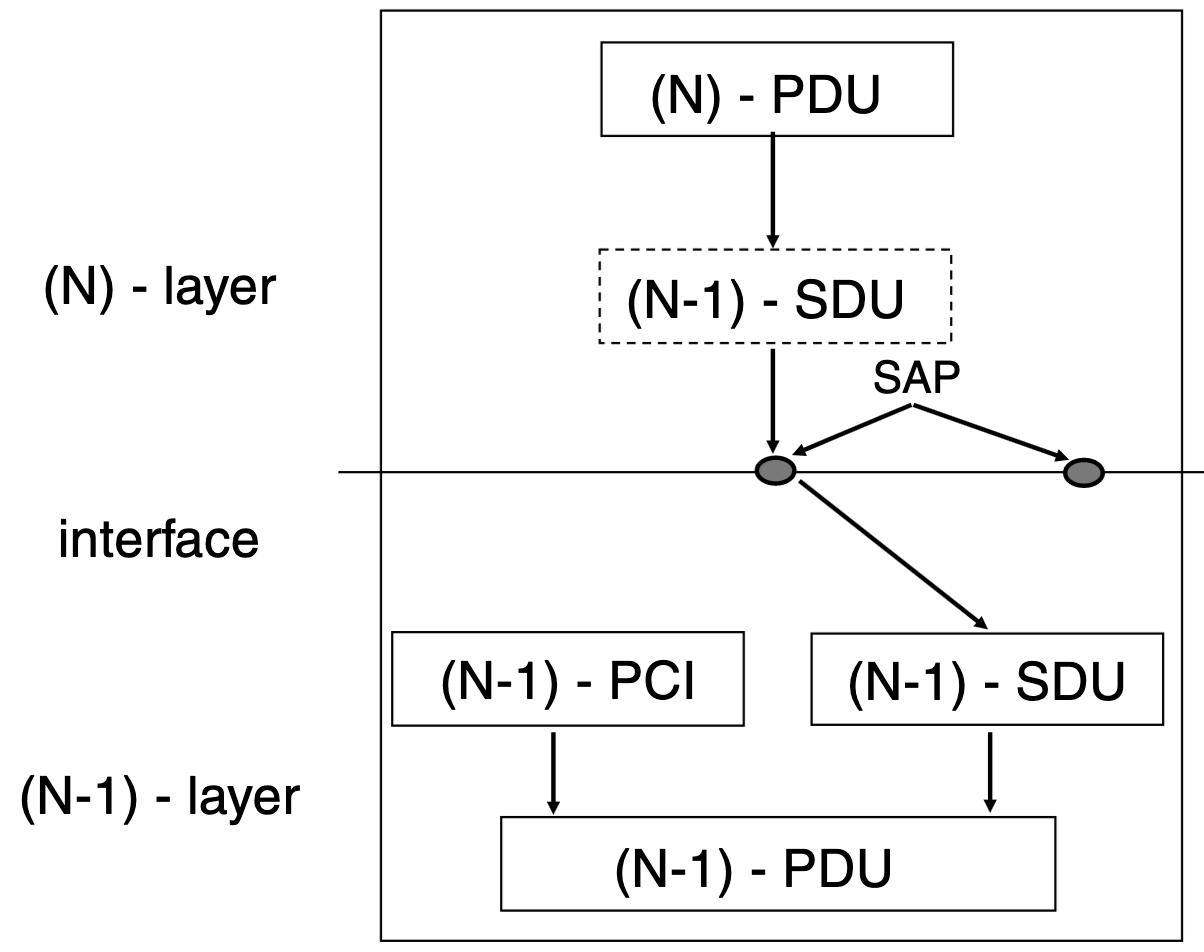 (N) - PDU
(N) - layer
(N-1) - SDU
SAP
interface
(N-1) - PCI
(N-1) - SDU
(N-1) - layer
(N-1) - PDU